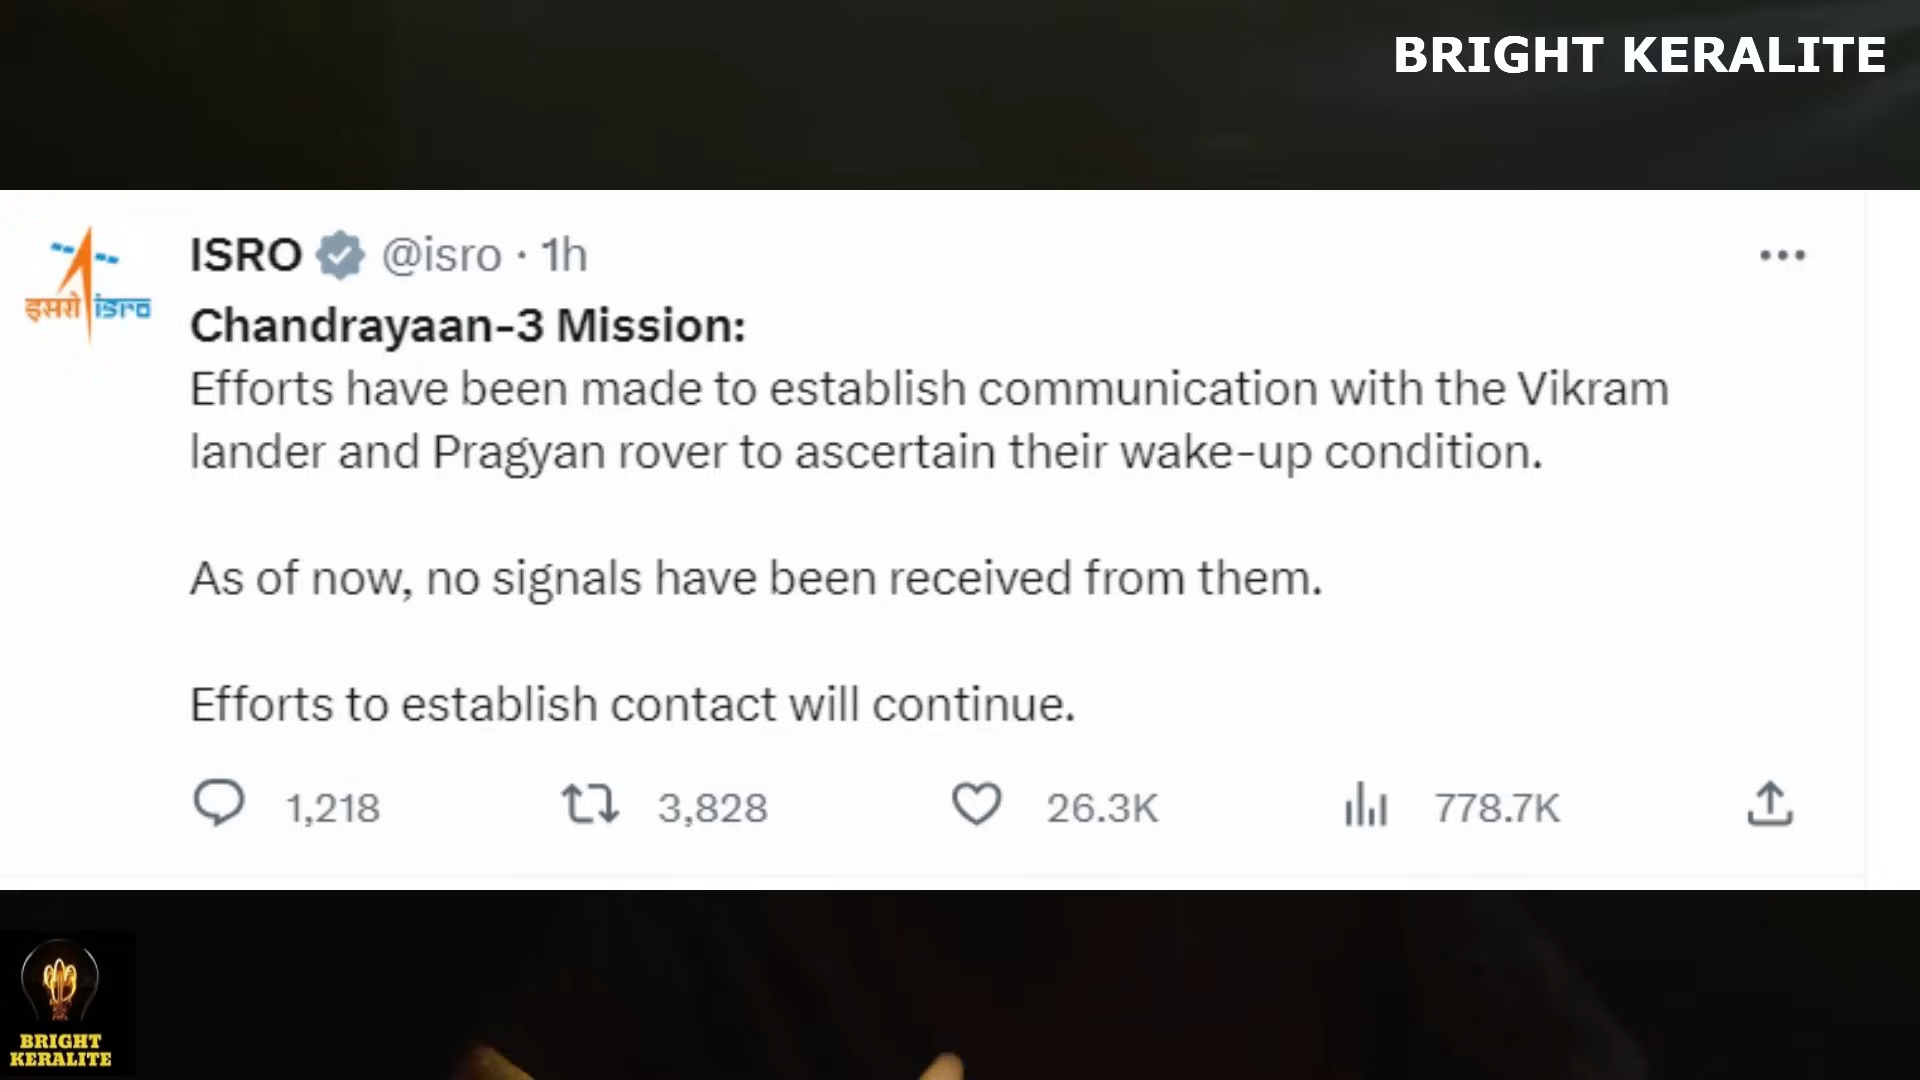 BRIGHT KERALITE
ISRO @isro · 1h
इसरो isro
Chandrayaan-3 Mission:
Efforts have been made to establish communication with the Vikram
lander and Pragyan rover to ascertain their wake-up condition.
As of now, no signals have been received from them.
Efforts to establish contact will continue.
1,218 3,828 26.3K 778.7K
BRIGHT
KERALITE